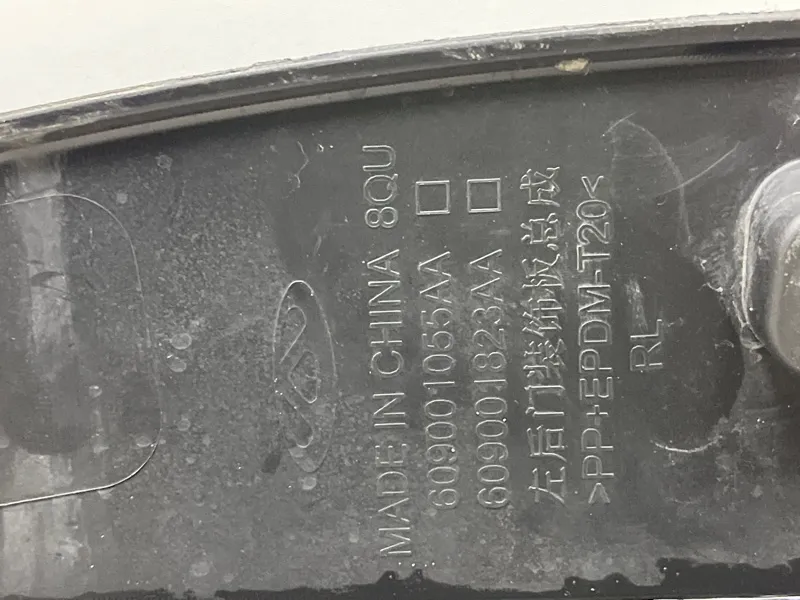 MADE IN CHINA 8QU
609001055AA □
609001823AA □
左后门装饰板总成
>PP+EPDM-T20<
RL